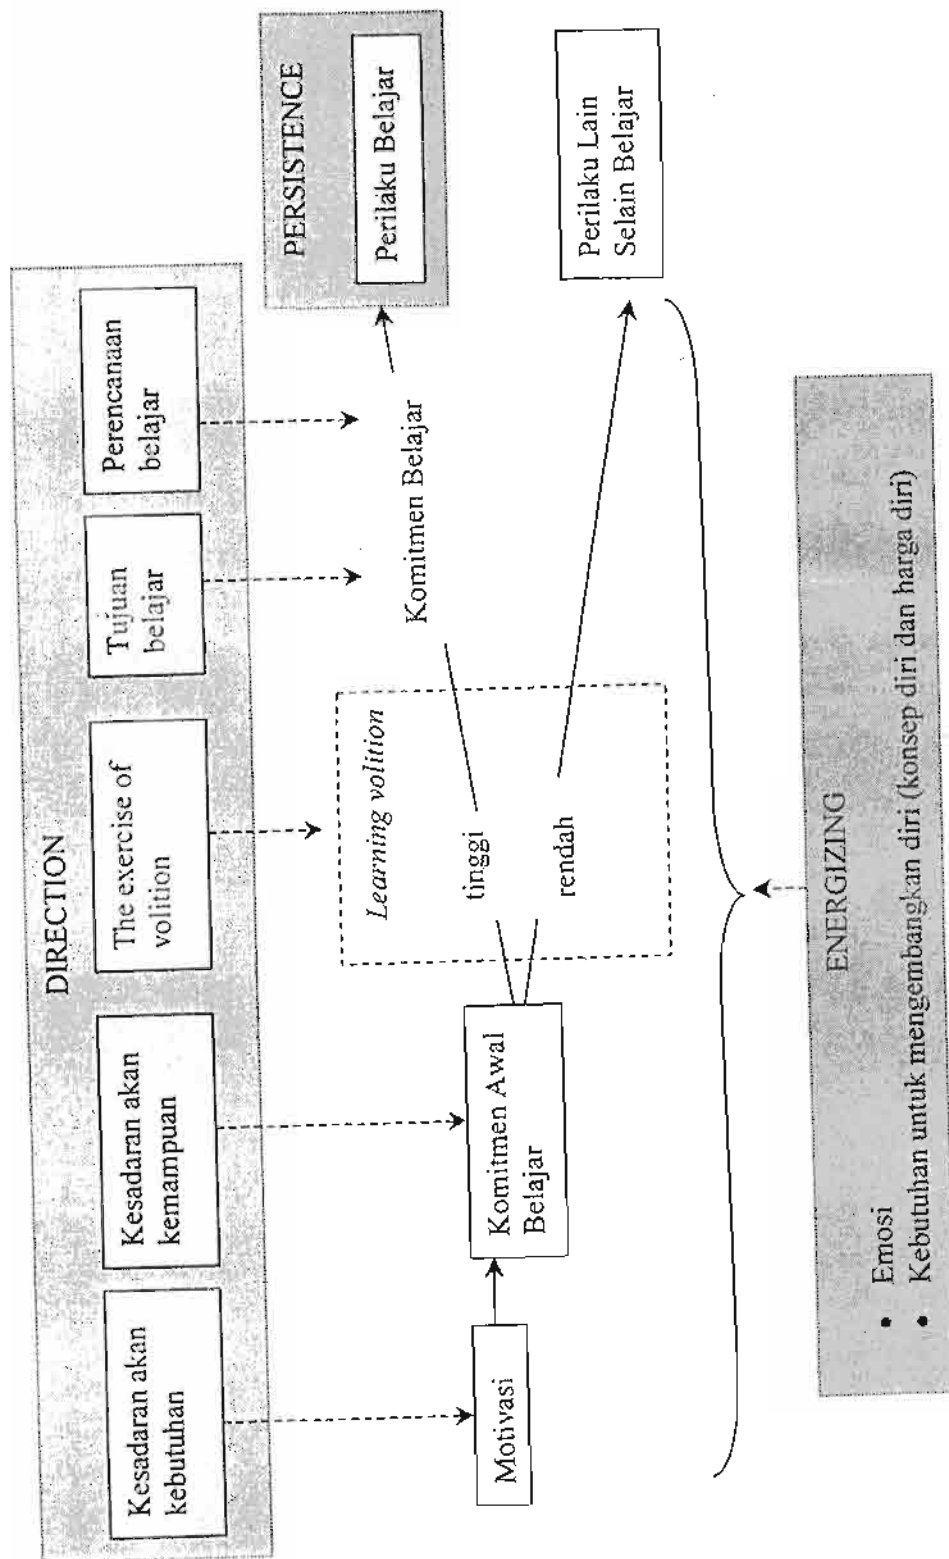 DIRECTION
Kesadaran akan
kebutuhan
Kesadaran akan
kemampuan
The exercise of
volition
Tujuan
belajar
Perencanaan
belajar
PERSISTENCE
Perilaku Belajar
Learning volition
tinggi
rendah
Komitmen Belajar
Motivasi
Komitmen Awal
Belajar
Perilaku Lain
Selain Belajar
ENERGIZING
• Emosi
• Kebutuhan untuk mengembangkan diri (konsep diri dan harga diri)